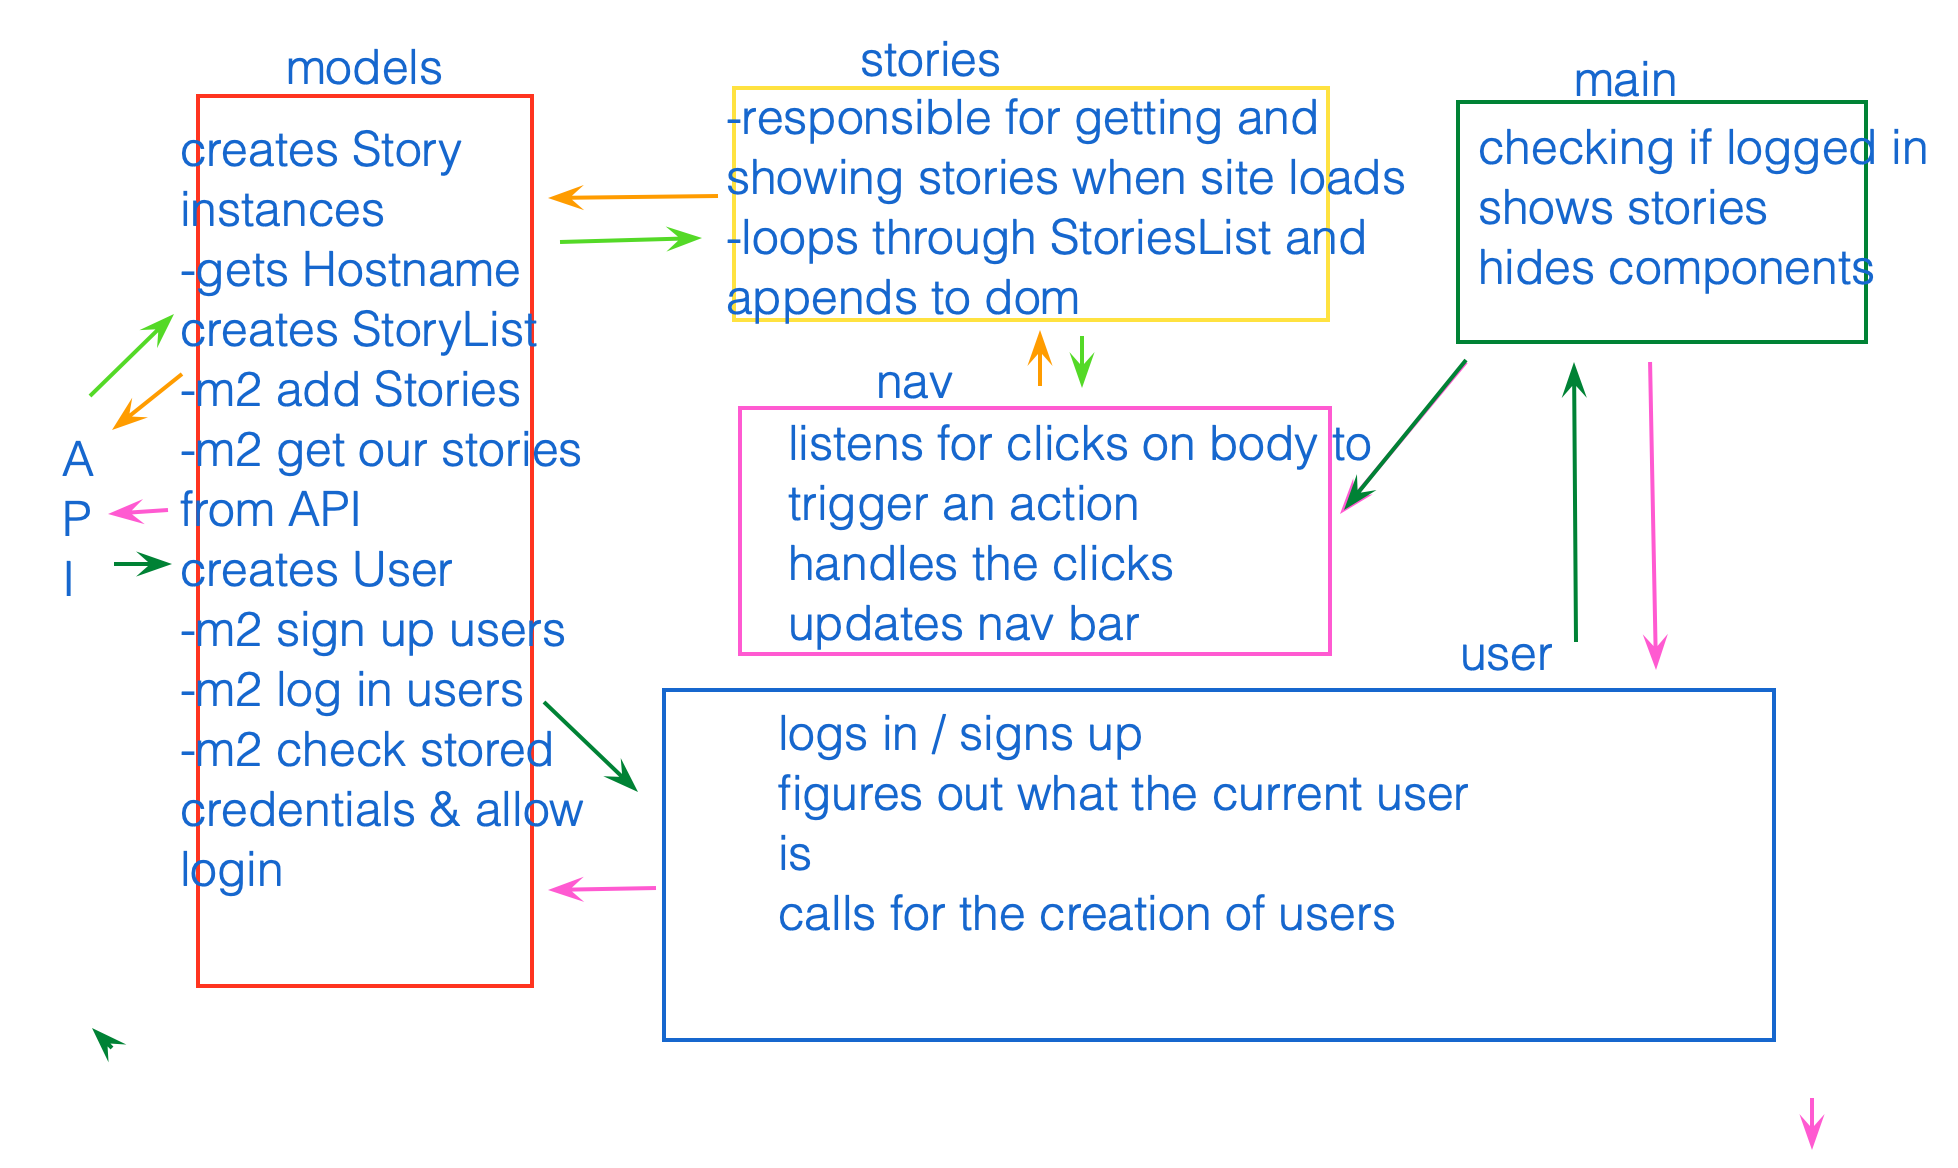 models
creates Story
instances
-gets Hostname
creates StoryList
-m2 add Stories
-m2 get our stories
from API
creates User
-m2 sign up users
-m2 log in users
-m2 check stored
credentials & allow
login
A
P
I
stories
-responsible for getting and
showing stories when site loads
-loops through StoriesList and
appends to dom
nav
listens for clicks on body to
trigger an action
handles the clicks
updates nav bar
main
checking if logged in
shows stories
hides components
user
logs in / signs up
figures out what the current user
is
calls for the creation of users